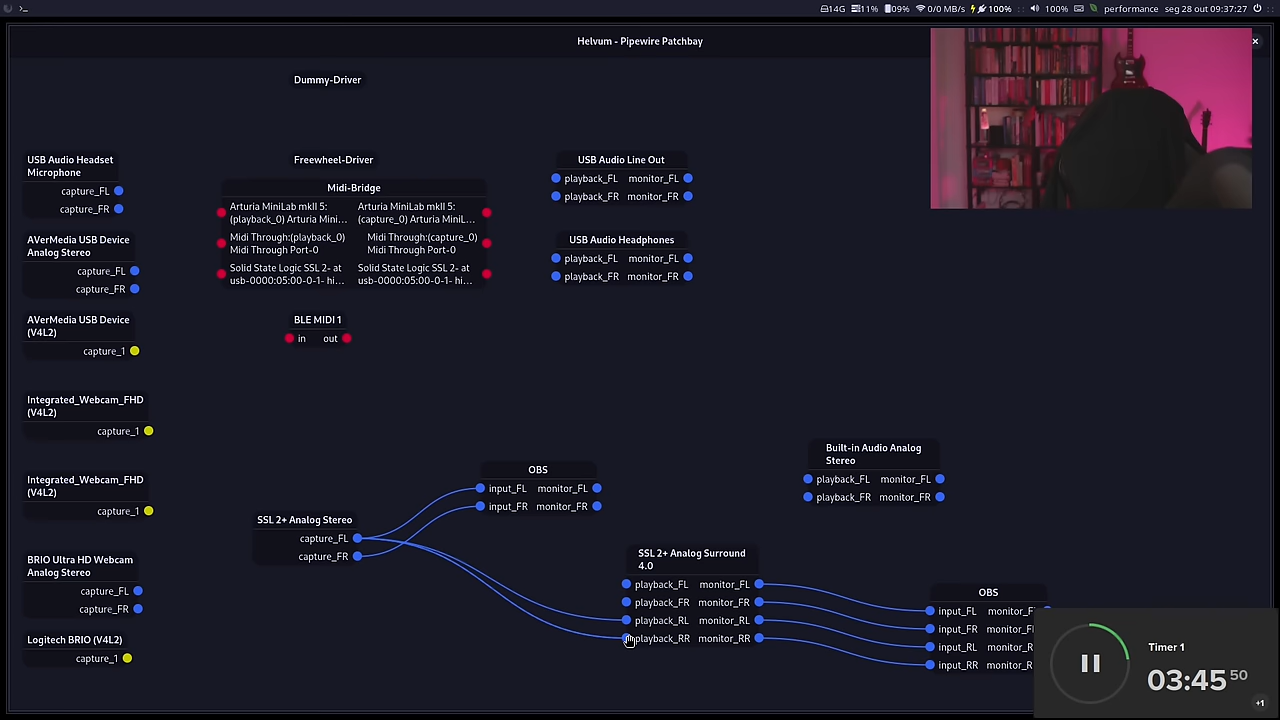 14G 11% 09% 0/0 MB/s 100% 100% performance seg 28 out 09:37:27
Helvum - Pipewire Patchbay
Dummy-Driver
USB Audio Headset
Microphone
capture_FL
capture_FR
AVerMedia USB Device
Analog Stereo
capture_FL
capture_FR
AVerMedia USB Device
(V4L2)
capture_1
Integrated_Webcam_FHD
(V4L2)
capture_1
Integrated_Webcam_FHD
(V4L2)
capture_1
BRIO Ultra HD Webcam
Analog Stereo
capture_FL
capture_FR
Logitech BRIO (V4L2)
capture_1
Freewheel-Driver
Midi-Bridge
Arturia MiniLab mkII 5:
(playback_0) Arturia Mini...
Arturia MiniLab mkII 5:
(capture_0) Arturia MiniL...
Midi Through:(playback_0)
Midi Through Port-0
Midi Through:(capture_0)
Midi Through Port-0
Solid State Logic SSL 2- at
usb-0000:05:00-0-1- hi...
Solid State Logic SSL 2- at
usb-0000:05:00-0-1- hi...
BLE MIDI 1
in out
USB Audio Line Out
playback_FL monitor_FL
playback_FR monitor_FR
USB Audio Headphones
playback_FL monitor_FL
playback_FR monitor_FR
SSL 2+ Analog Stereo
capture_FL
capture_FR
OBS
input_FL monitor_FL
input_FR monitor_FR
Built-in Audio Analog
Stereo
playback_FL monitor_FL
playback_FR monitor_FR
SSL 2+ Analog Surround
4.0
playback_FL monitor_FL
playback_FR monitor_FR
playback_RL monitor_RL
playback_RR monitor_RR
OBS
input_FL monitor_F
input_FR monitor_F
input_RL monitor_R
input_RR monitor_R
Timer 1
03:45 50
+1